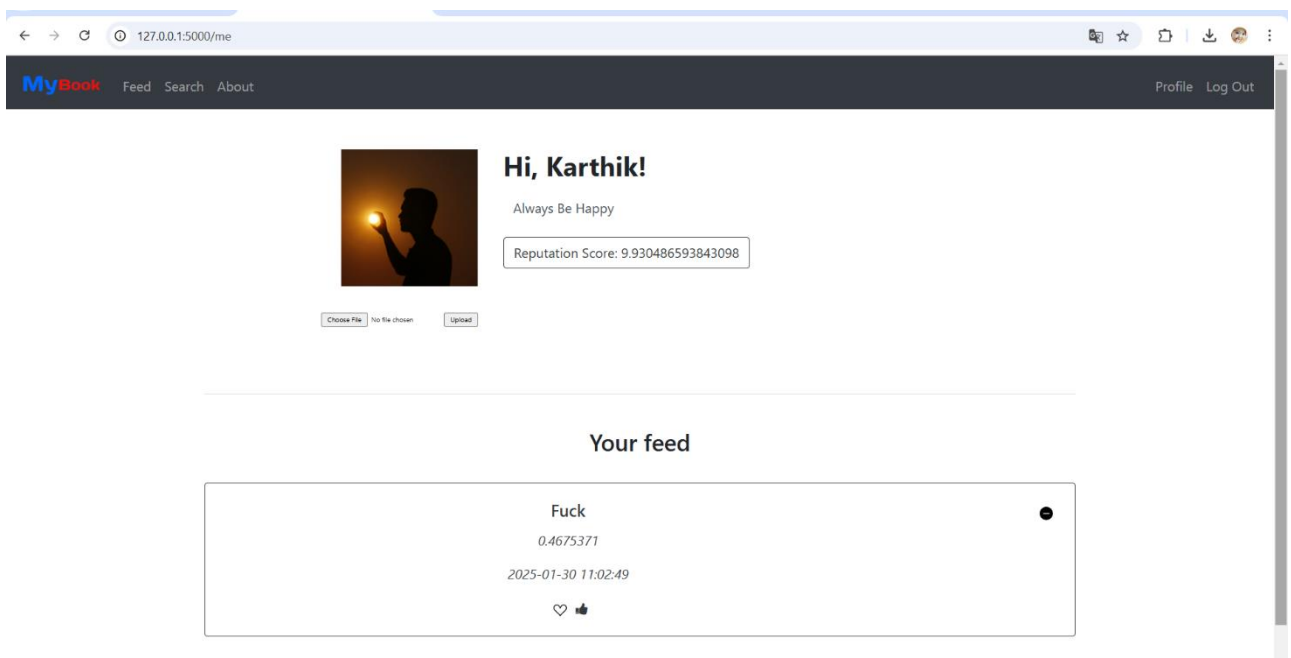 127.0.0.1:5000/me
MyBook Feed Search About Profile Log Out
Hi, Karthik!
Always Be Happy
Reputation Score: 9.930486593843098
Choose File No file chosen Upload
Your feed
Fuck
0.4675371
2025-01-30 11:02:49